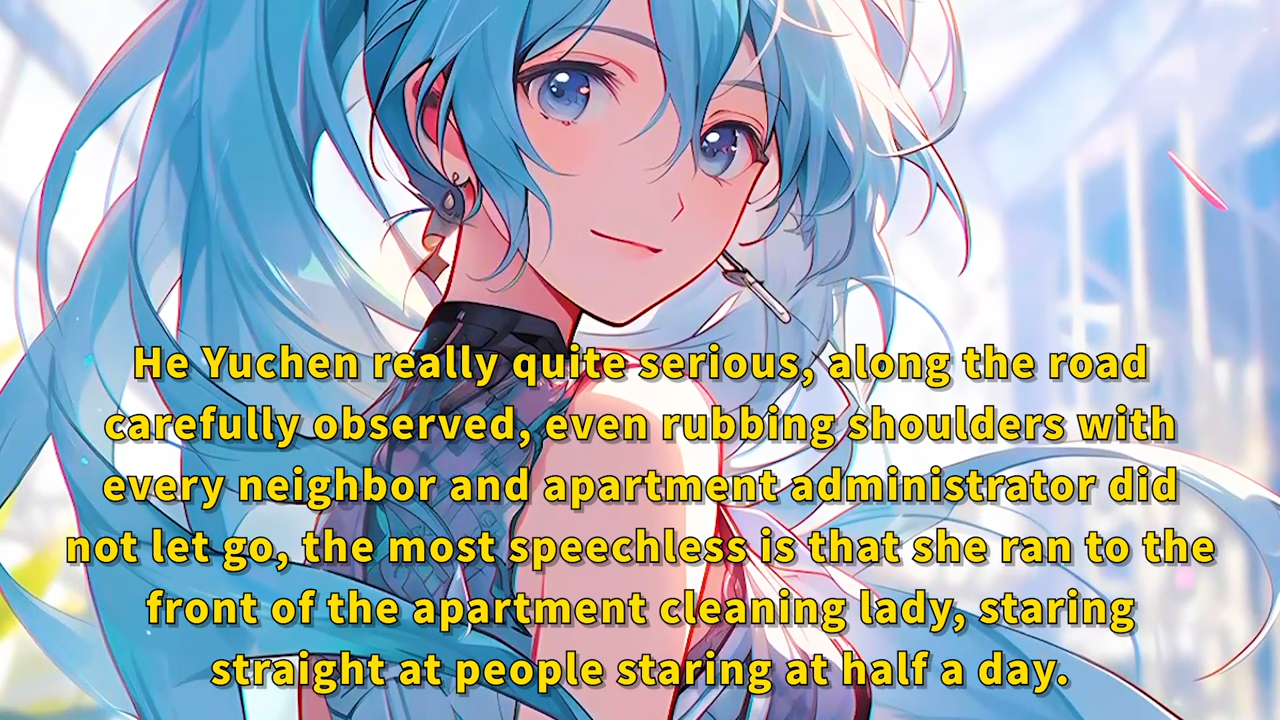 He Yuchen really quite serious, along the road
carefully observed, even rubbing shoulders with
every neighbor and apartment administrator did
not let go, the most speechless is that she ran to the
front of the apartment cleaning lady, staring
straight at people staring at half a day.